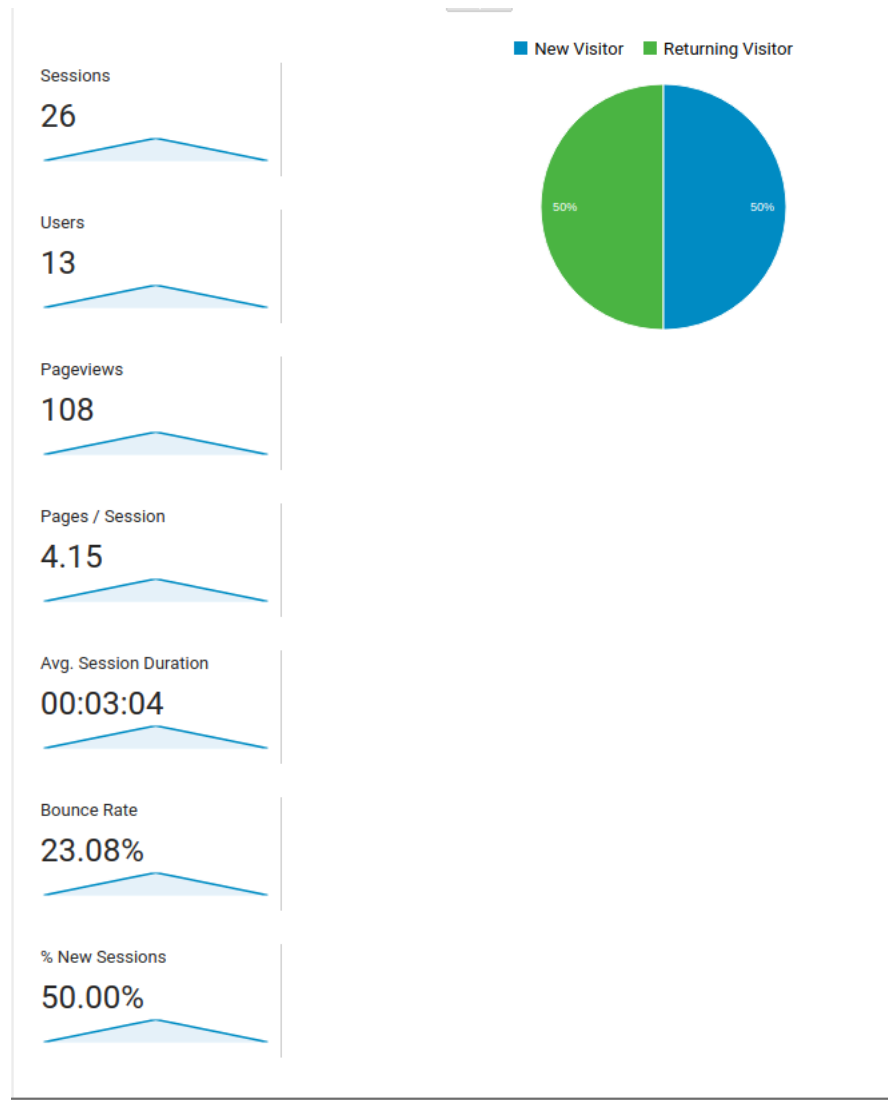 New Visitor Returning Visitor
Sessions
26
50% 50%
Users
13
Pageviews
108
Pages / Session
4.15
Avg. Session Duration
00:03:04
Bounce Rate
23.08%
% New Sessions
50.00%